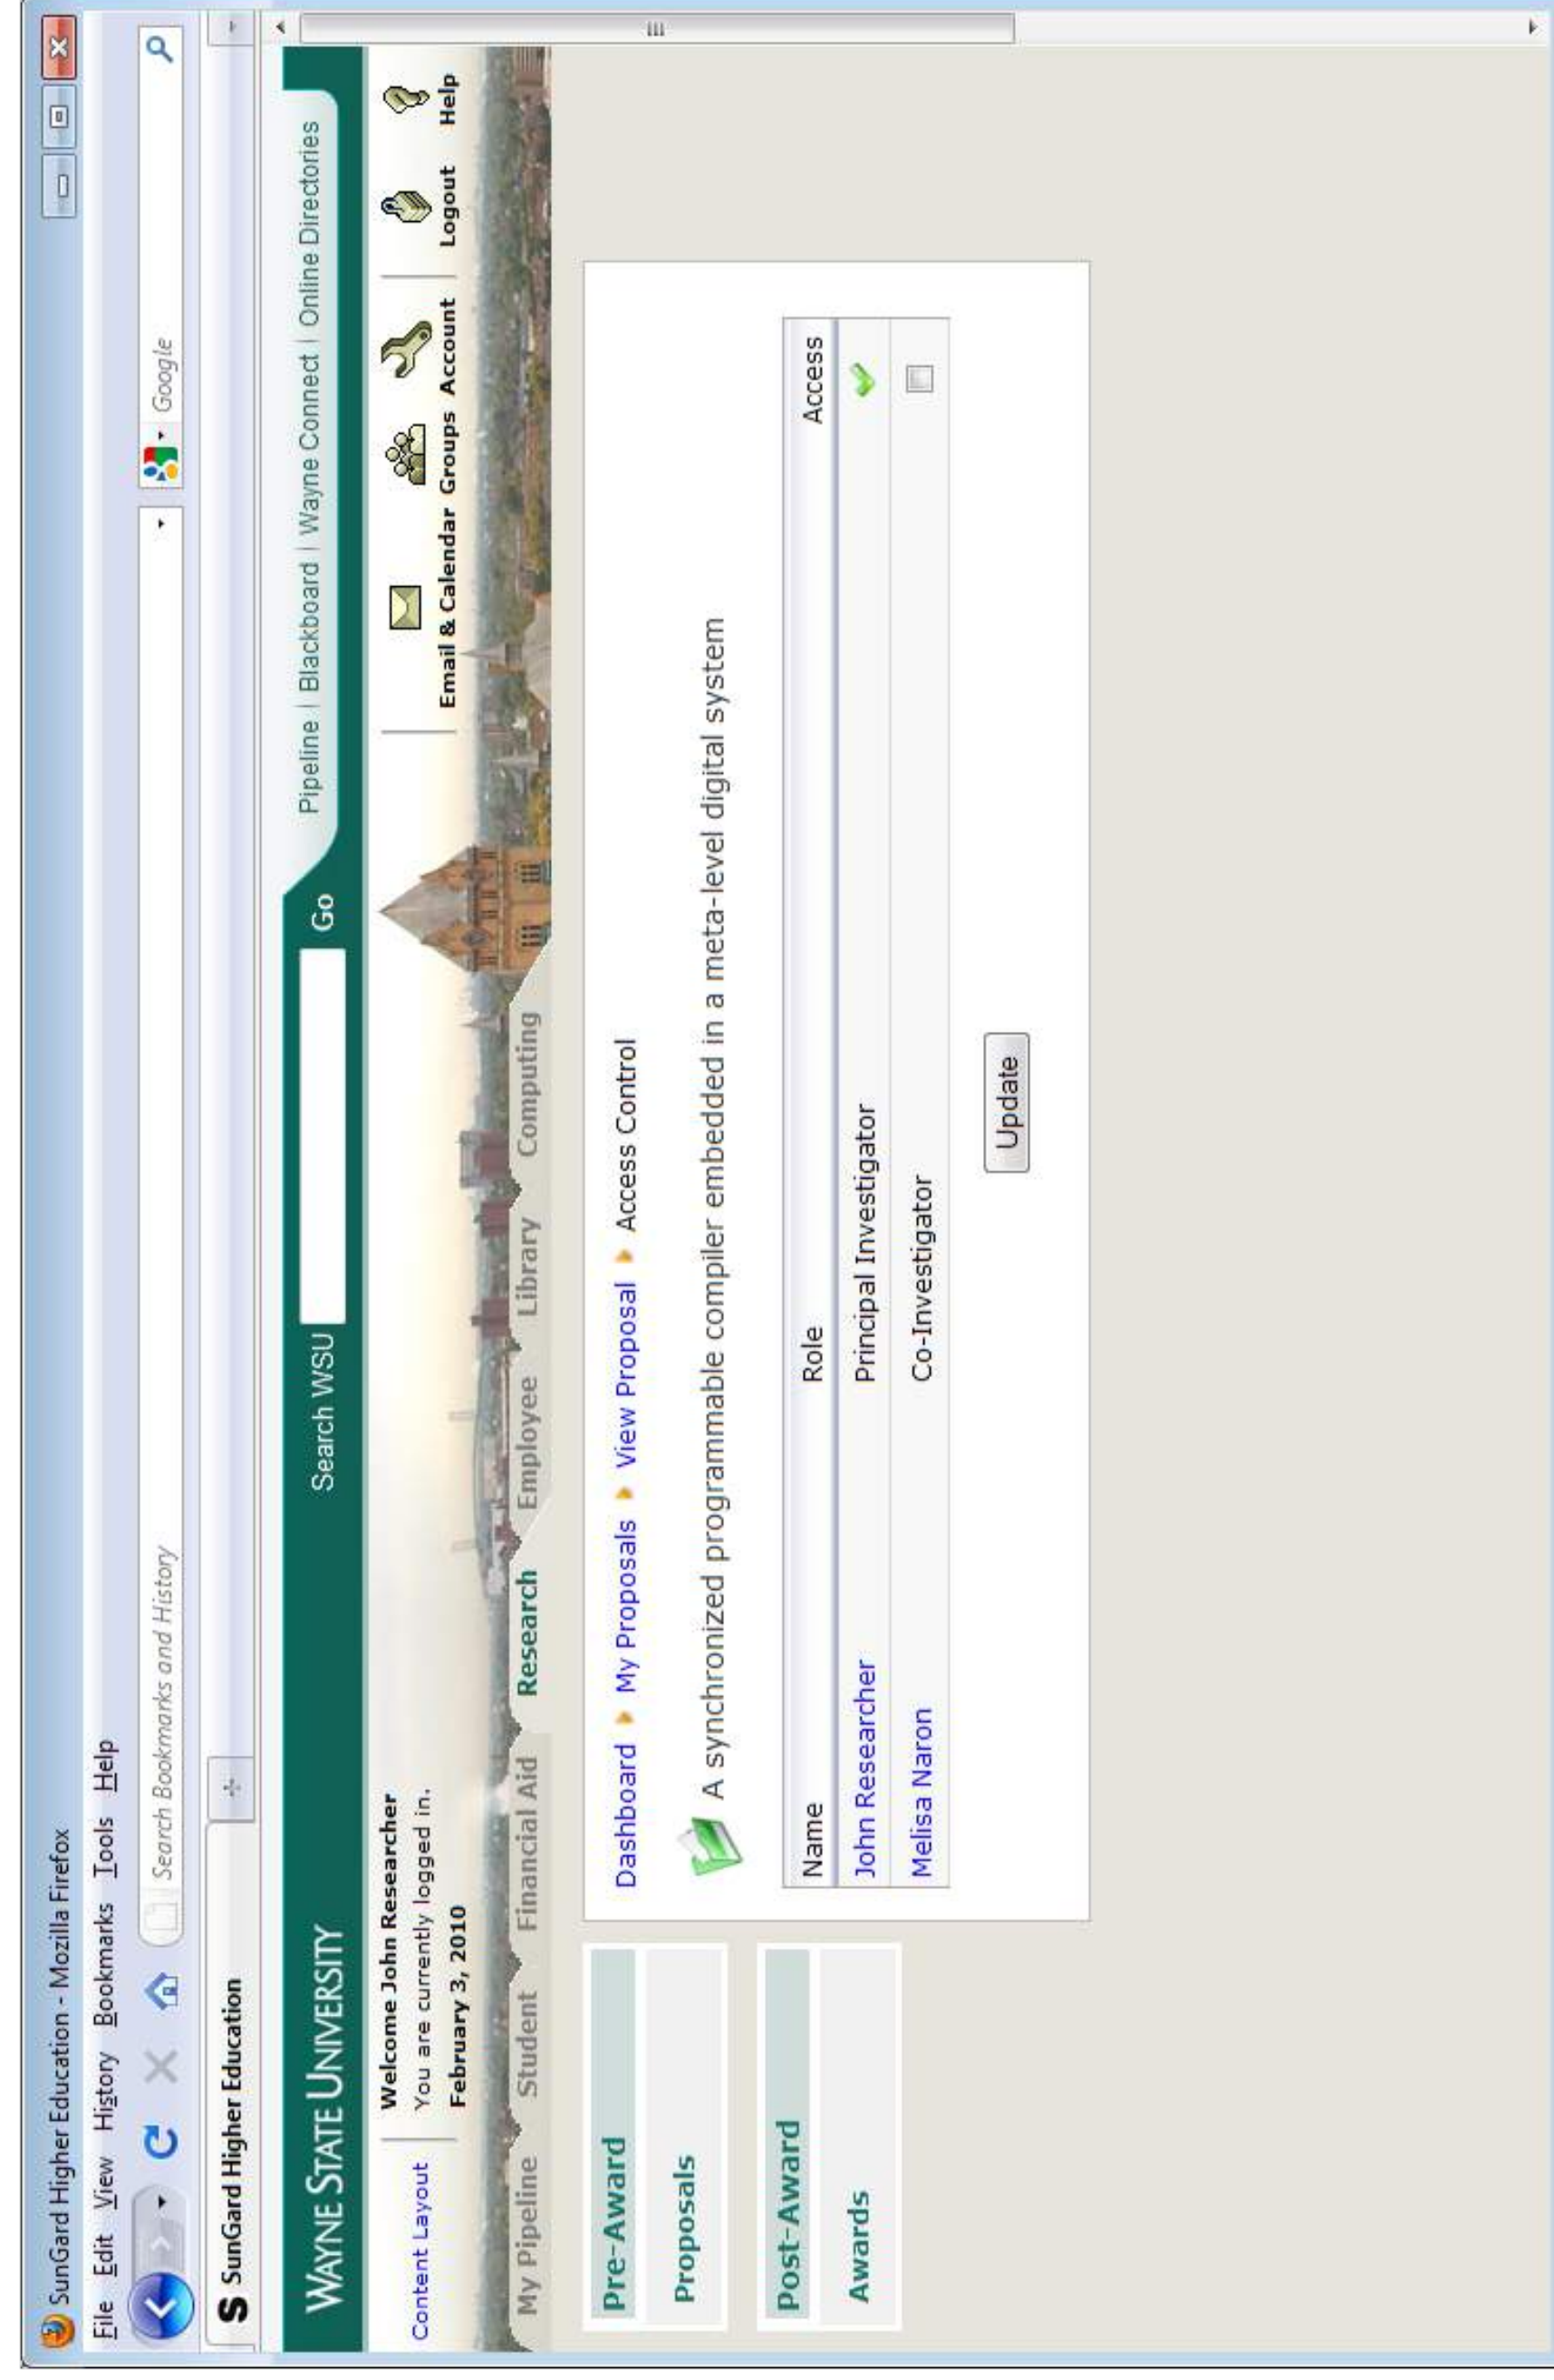 SunGard Higher Education - Mozilla Firefox
File Edit View History Bookmarks Tools Help
Search Bookmarks and History
Google
S SunGard Higher Education
WAYNE STATE UNIVERSITY
Search WSU
Go
Pipeline | Blackboard | Wayne Connect | Online Directories
Content Layout
Welcome John Researcher
You are currently logged in.
February 3, 2010
Email & Calendar Groups Account Logout Help
My Pipeline Student Financial Aid Research Employee Library Computing
Pre-Award
Proposals
Post-Award
Awards
Dashboard My Proposals View Proposal Access Control
A synchronized programmable compiler embedded in a meta-level digital system
Name Role Access
John Researcher Principal Investigator
Melisa Naron Co-Investigator
Update